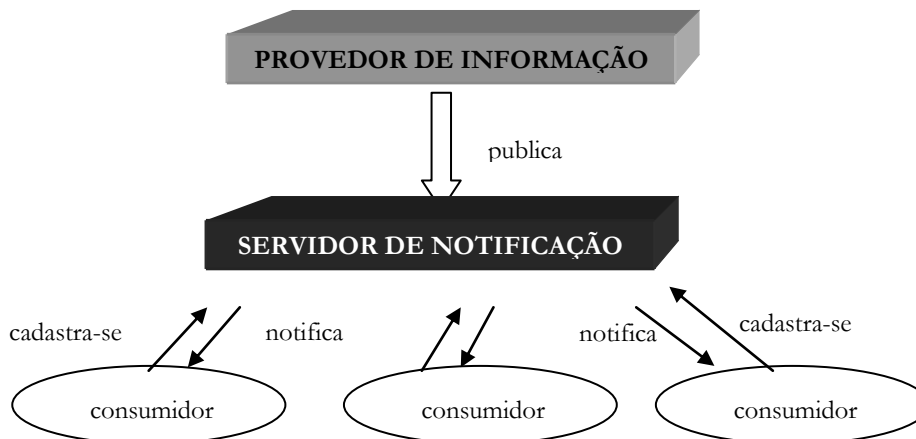 PROVEDOR DE INFORMAÇÃO
publica
SERVIDOR DE NOTIFICAÇÃO
cadastra-se
notifica
notifica
cadastra-se
consumidor
consumidor
consumidor